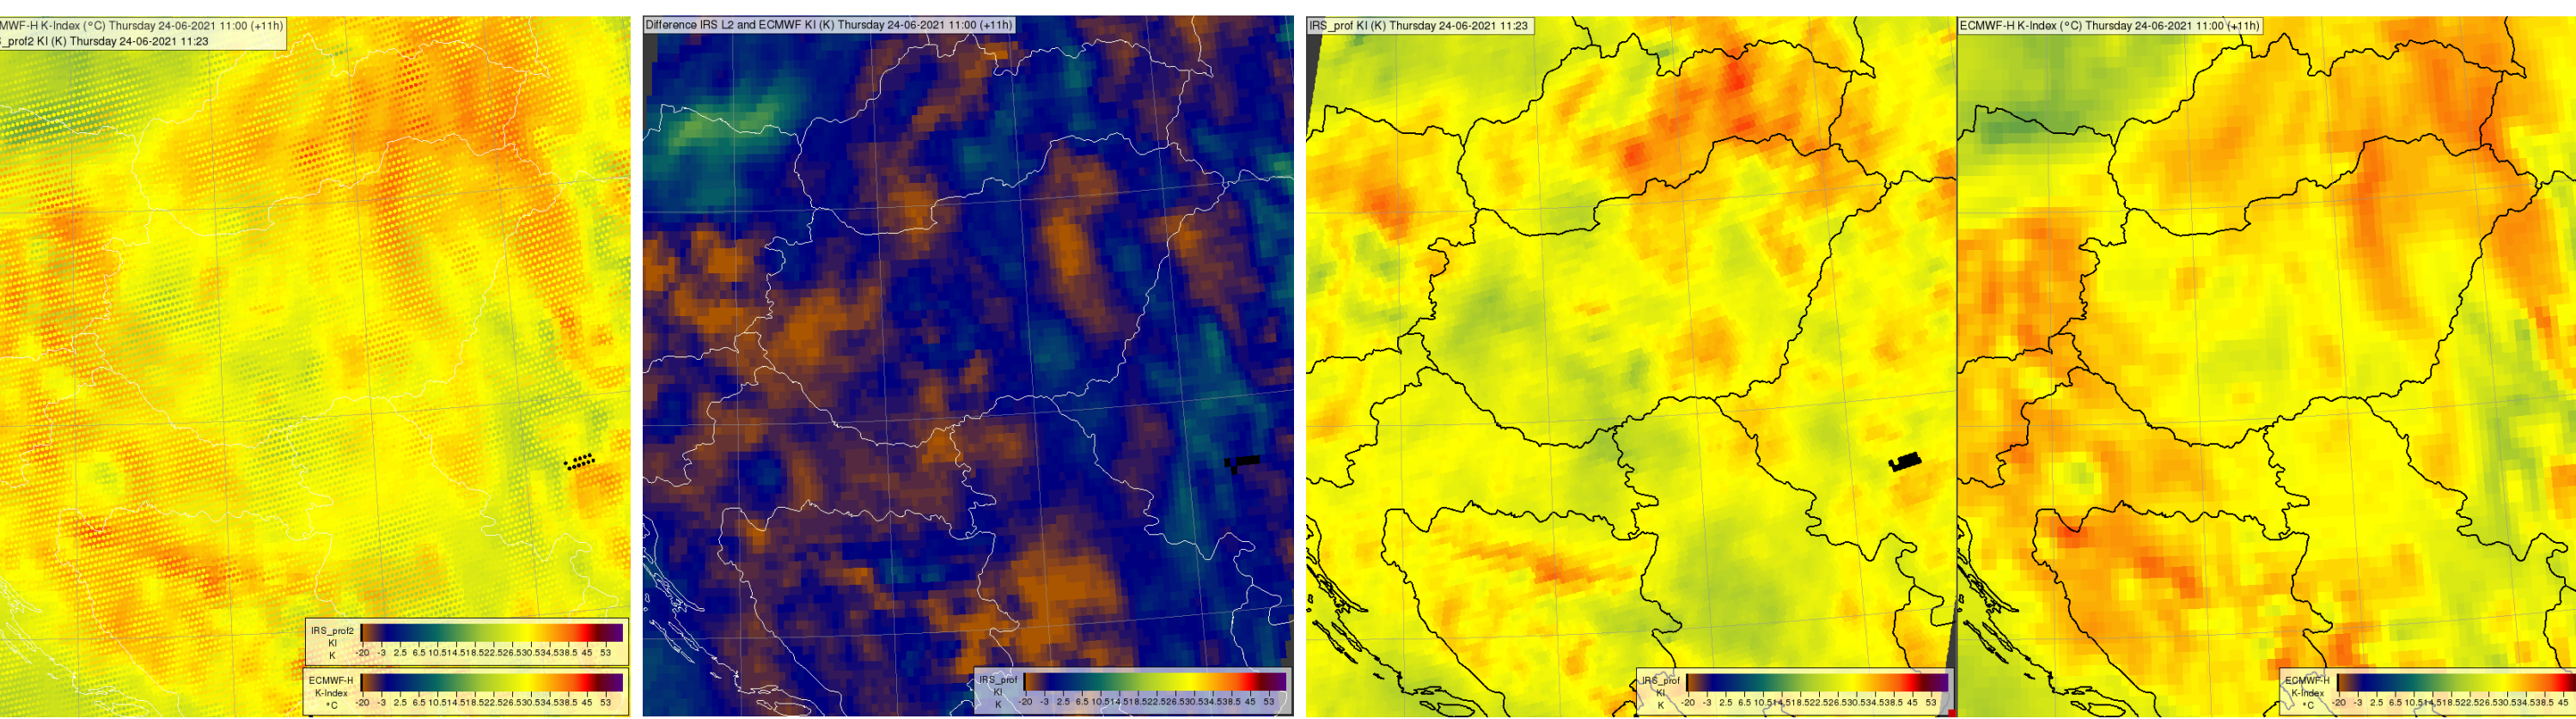 MWF-H K-Index (°C) Thursday 24-06-2021 11:00 (+11h)
S_prof2 KI (K) Thursday 24-06-2021 11:23
IRS_prof2
KI
K
-20 -3 2.5 6.5 10.514.518.522.526.530.534.538.5 45 53
ECMWF-H
K-Index
°C
-20 -3 2.5 6.5 10.514.518.522.526.530.534.538.5 45 53
Difference IRS L2 and ECMWF KI (K) Thursday 24-06-2021 11:00 (+11h)
IRS_prof
KI
K
-20 -3 2.5 6.5 10.514.518.522.526.530.534.538.5 45 53
IRS_prof KI (K) Thursday 24-06-2021 11:23
IRS_prof
KI
K
-20 -3 2.5 6.5 10.514.518.522.526.530.534.538.5 45 53
ECMWF-H K-Index (°C) Thursday 24-06-2021 11:00 (+11h)
ECMWF-H
K-Index
°C
-20 -3 2.5 6.5 10.514.518.522.526.530.534.538.5